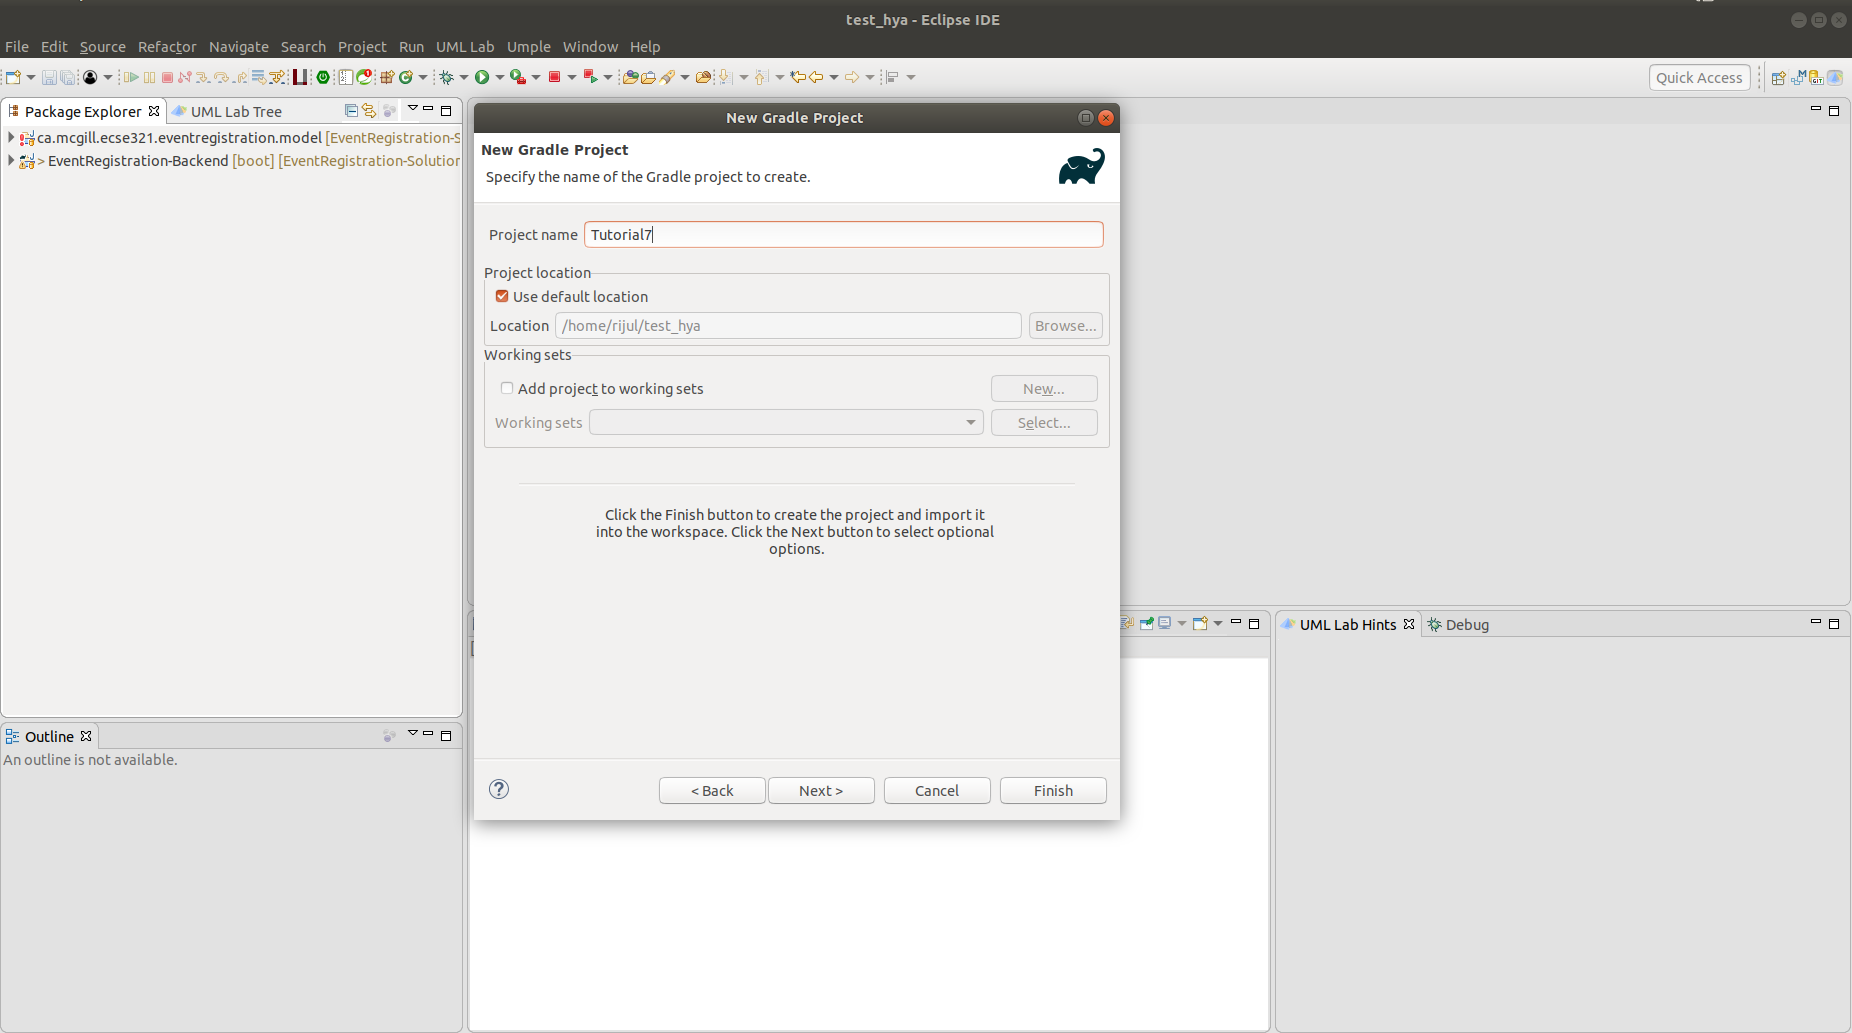 test_hya - Eclipse IDE
File Edit Source Refactor Navigate Search Project Run UML Lab Umple Window Help
Quick Access
Package Explorer UML Lab Tree
ca.mcgill.ecse321.eventregistration.model [EventRegistration-S
> EventRegistration-Backend [boot] [EventRegistration-Solution
New Gradle Project
New Gradle Project
Specify the name of the Gradle project to create.
Project name Tutorial7
Project location
Use default location
Location /home/rijul/test_hya Browse...
Working sets
Add project to working sets New...
Working sets Select...
Click the Finish button to create the project and import it
into the workspace. Click the Next button to select optional
options.
< Back Next > Cancel Finish
UML Lab Hints Debug
Outline
An outline is not available.